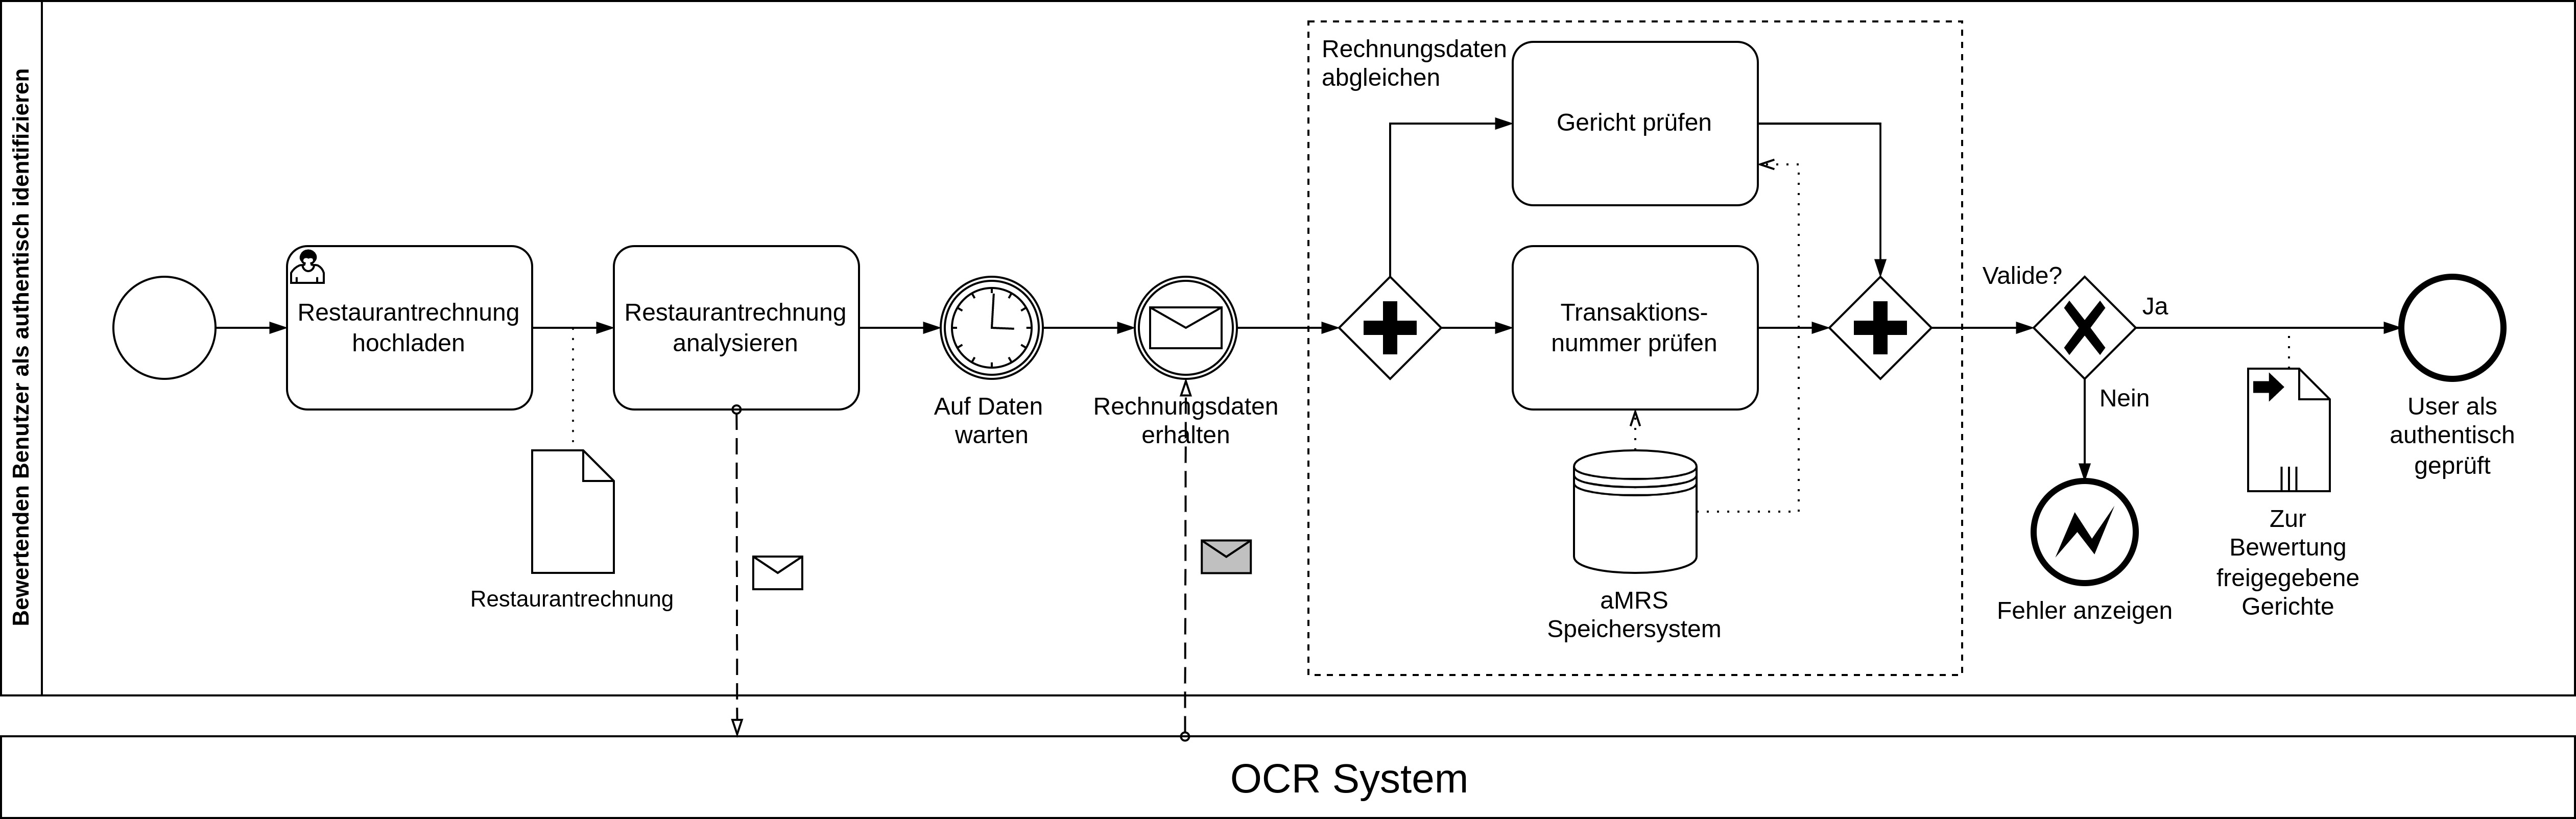 Bewertenden Benutzer als authentisch identifizieren
Restaurantrechnung
hochladen
Restaurantrechnung
Restaurantrechnung
analysieren
Auf Daten
warten
Rechnungsdaten
erhalten
Rechnungsdaten
abgleichen
Gericht prüfen
Transaktions-
nummer prüfen
aMRS
Speichersystem
Valide?
Ja
Nein
Fehler anzeigen
Zur
Bewertung
freigegebene
Gerichte
User als
authentisch
geprüft
OCR System